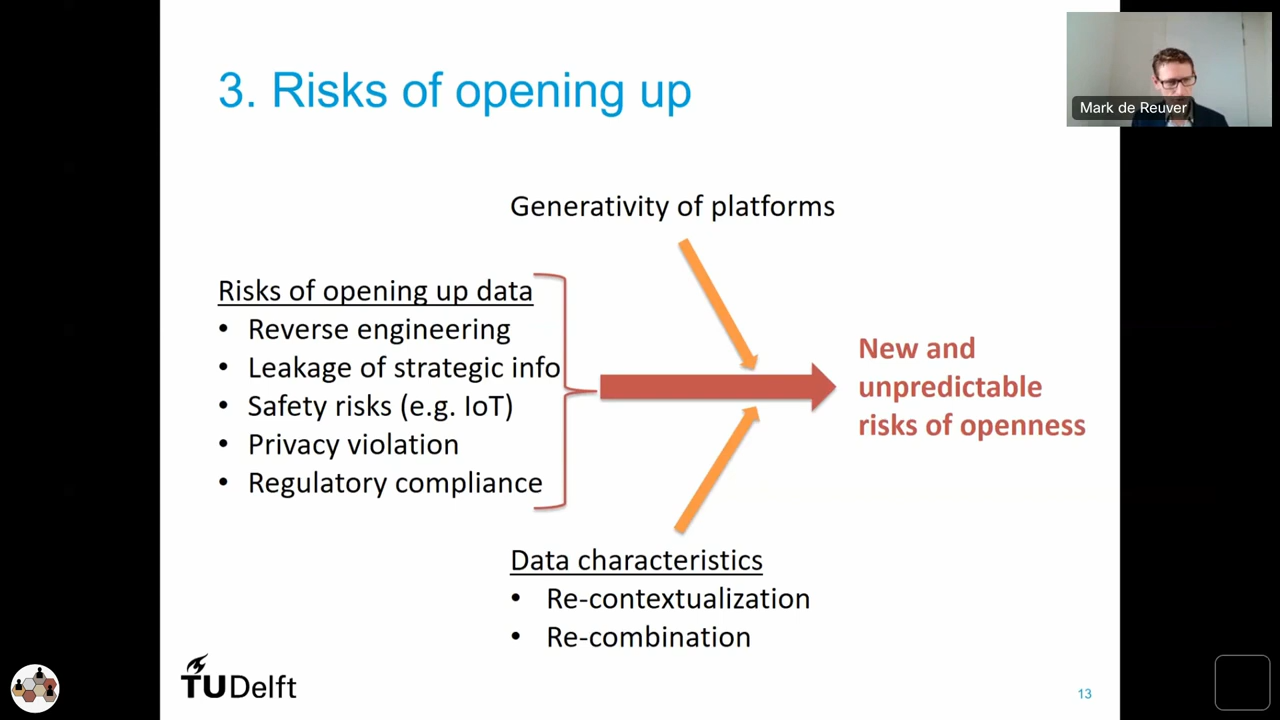 3. Risks of opening up
Mark de Reuver
Generativity of platforms
Risks of opening up data
• Reverse engineering
• Leakage of strategic info
• Safety risks (e.g. IoT)
• Privacy violation
• Regulatory compliance
New and
unpredictable
risks of openness
Data characteristics
• Re-contextualization
• Re-combination
TUDelft
13